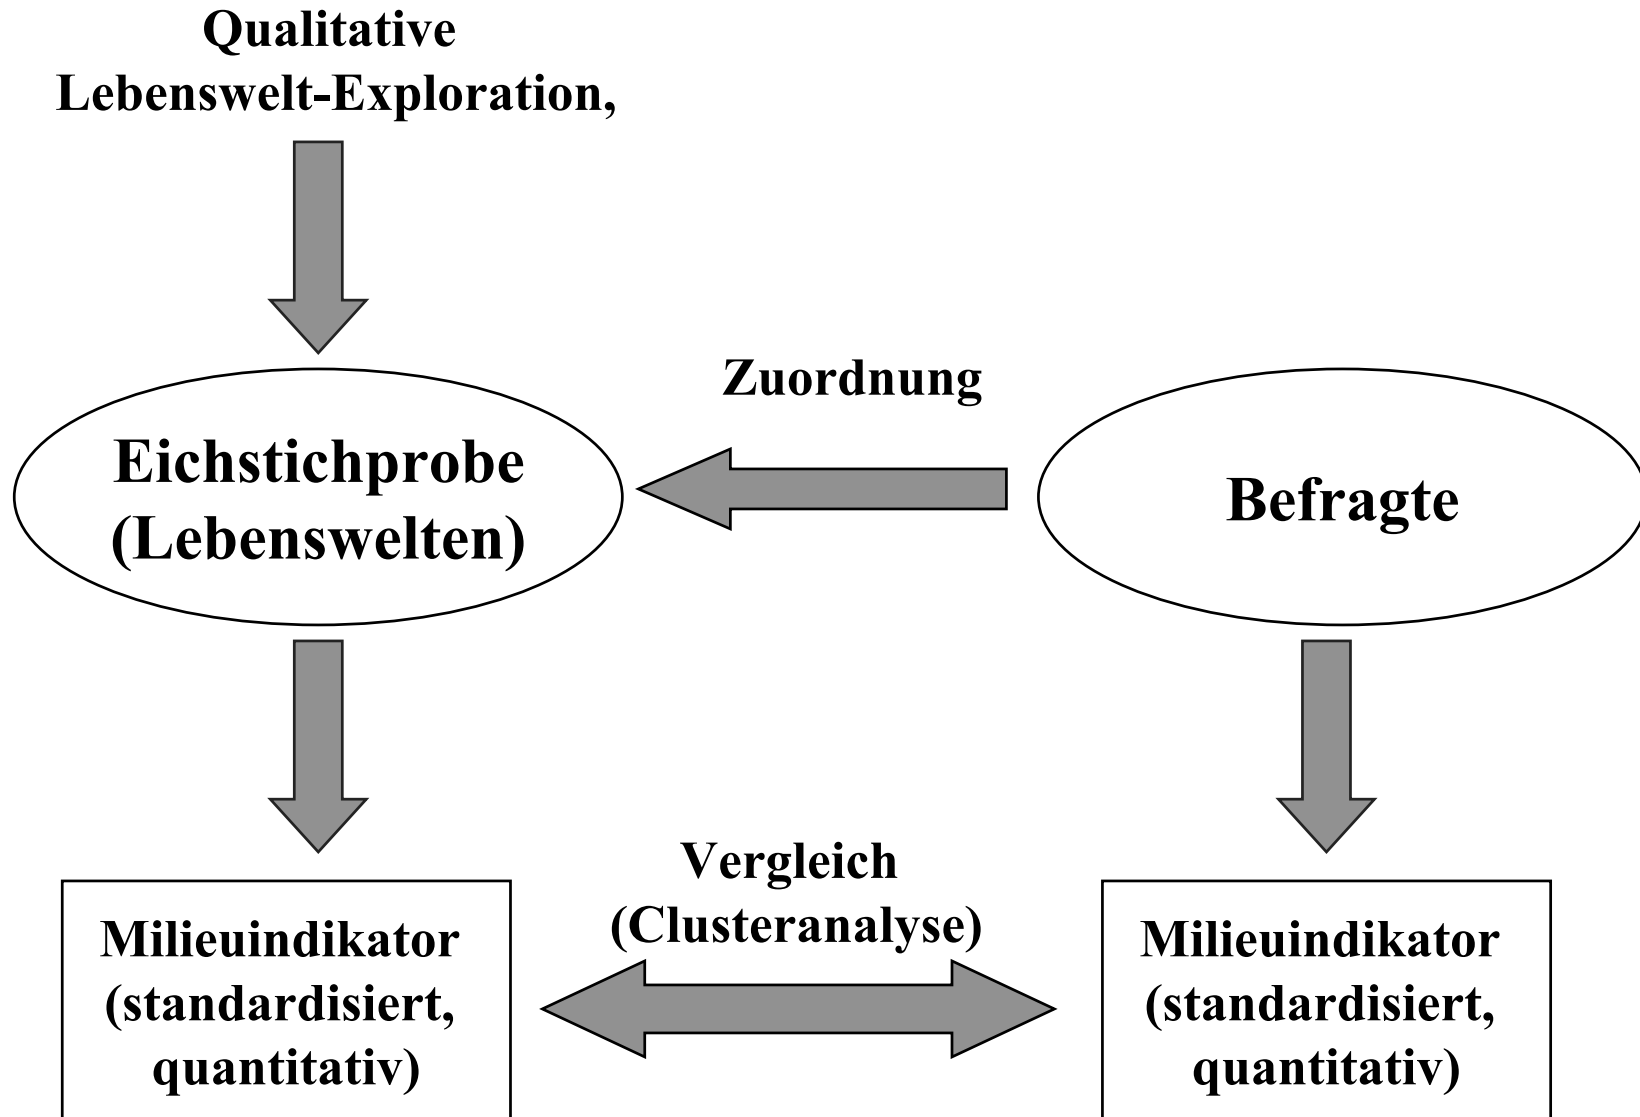 Qualitative
Lebenswelt-Exploration,
Zuordnung
Eichstichprobe
(Lebenswelten)
Befragte
Vergleich
(Clusteranalyse)
Milieuindikator
(standardisiert,
quantitativ)
Milieuindikator
(standardisiert,
quantitativ)